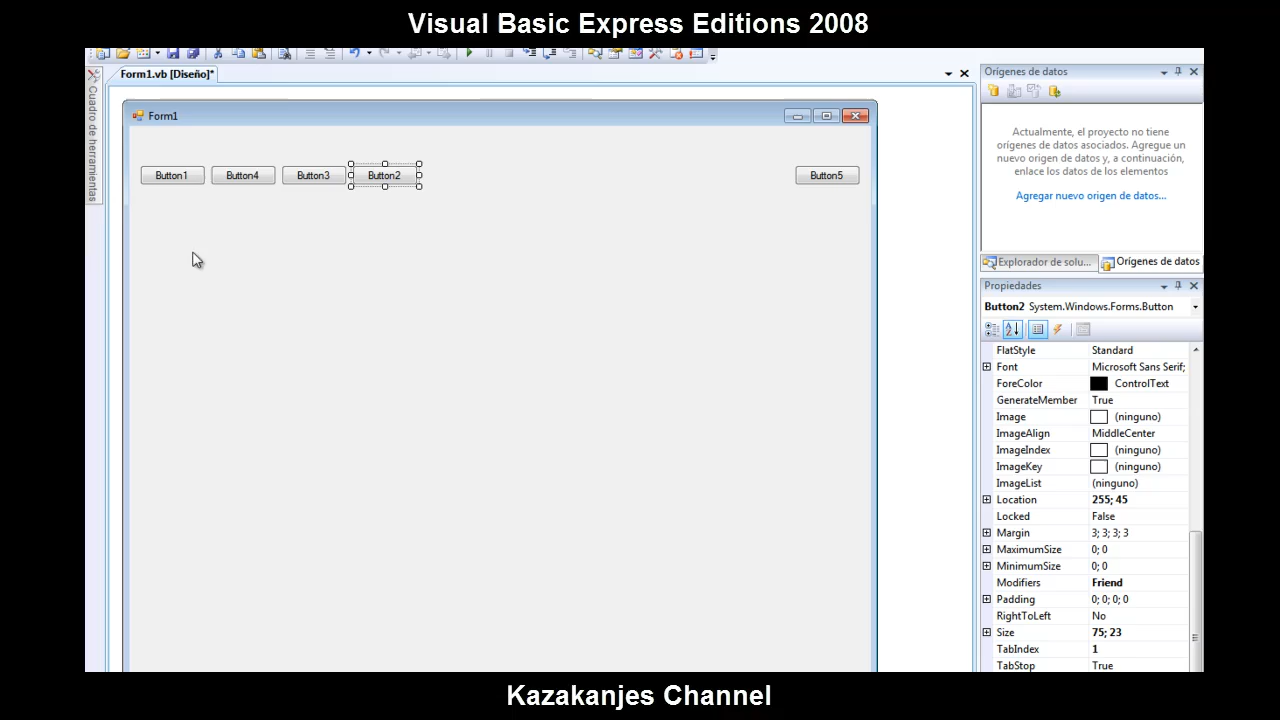 Visual Basic Express Editions 2008
Form1.vb [Diseño]*
Cuadro de herramientas
Form1
Button1
Button4
Button3
Button2
Button5
Orígenes de datos
Actualmente, el proyecto no tiene
orígenes de datos asociados. Agregue un
nuevo origen de datos y, a continuación,
enlace los datos de los elementos
Agregar nuevo origen de datos...
Explorador de solu...
Orígenes de datos
Propiedades
Button2 System.Windows.Forms.Button
FlatStyle Standard
Font Microsoft Sans Serif;
ForeColor ControlText
GenerateMember True
Image (ninguno)
ImageAlign MiddleCenter
ImageIndex (ninguno)
ImageKey (ninguno)
ImageList (ninguno)
Location 255; 45
Locked False
Margin 3; 3; 3; 3
MaximumSize 0; 0
MinimumSize 0; 0
Modifiers Friend
Padding 0; 0; 0; 0
RightToLeft No
Size 75; 23
TabIndex 1
TabStop True
Kazakanjes Channel